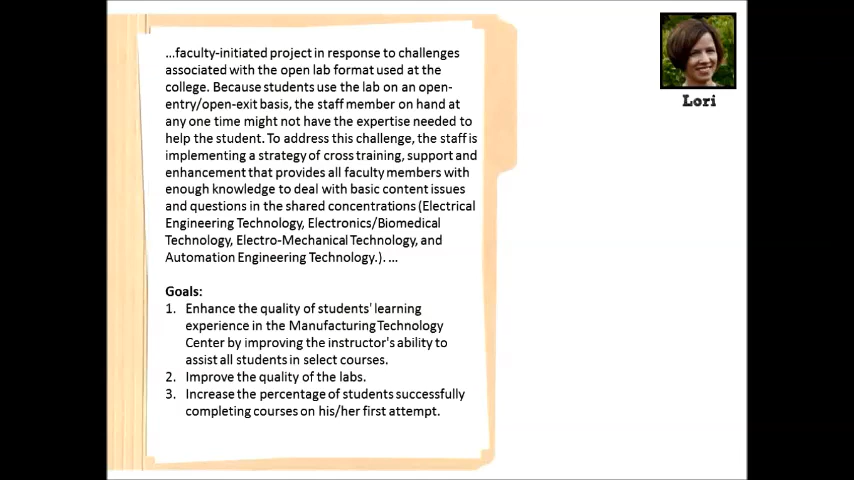 ...faculty-initiated project in response to challenges
associated with the open lab format used at the
college. Because students use the lab on an open-
entry/open-exit basis, the staff member on hand at
any one time might not have the expertise needed to
help the student. To address this challenge, the staff is
implementing a strategy of cross training, support and
enhancement that provides all faculty members with
enough knowledge to deal with basic content issues
and questions in the shared concentrations (Electrical
Engineering Technology, Electronics/Biomedical
Technology, Electro-Mechanical Technology, and
Automation Engineering Technology.). ...
Goals:
1. Enhance the quality of students' learning
experience in the Manufacturing Technology
Center by improving the instructor's ability to
assist all students in select courses.
2. Improve the quality of the labs.
3. Increase the percentage of students successfully
completing courses on his/her first attempt.
Lori